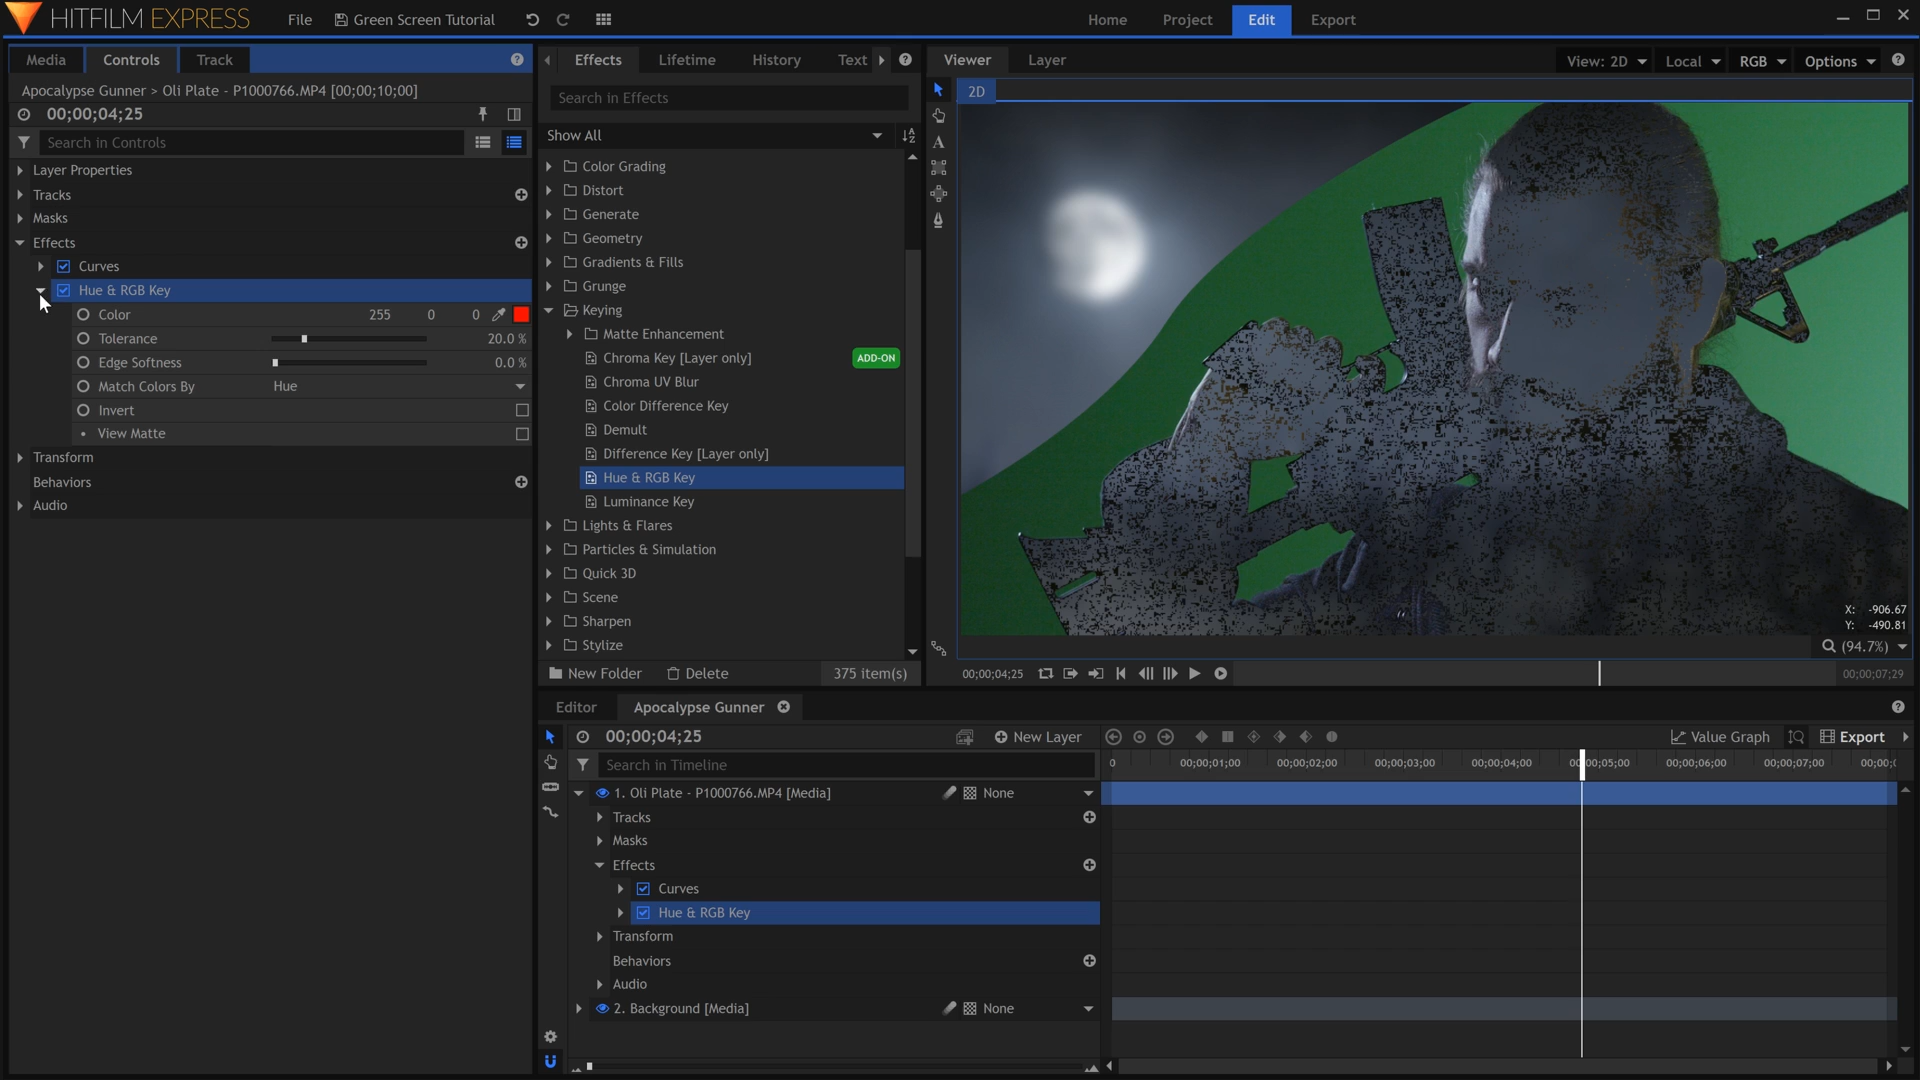 HITFILM EXPRESS
File
Green Screen Tutorial
Home
Project
Edit
Export
Media
Controls
Track
Apocalypse Gunner > Oli Plate - P1000766.MP4 [00;00;10;00]
00;00;04;25
Search in Controls
Layer Properties
Tracks
Masks
Effects
Curves
Hue & RGB Key
Color 255 0 0
Tolerance 20.0 %
Edge Softness 0.0 %
Match Colors By Hue
Invert
View Matte
Transform
Behaviors
Audio
Effects
Lifetime
History
Text
Search in Effects
Show All
Color Grading
Distort
Generate
Geometry
Gradients & Fills
Grunge
Keying
Matte Enhancement
Chroma Key [Layer only] ADD-ON
Chroma UV Blur
Color Difference Key
Demult
Difference Key [Layer only]
Hue & RGB Key
Luminance Key
Lights & Flares
Particles & Simulation
Quick 3D
Scene
Sharpen
Stylize
New Folder
Delete
375 item(s)
Viewer
Layer
View: 2D
Local
RGB
Options
2D
X: -906.67
Y: -490.81
(94.7%)
00;00;04;25
00;00;07;29
Editor
Apocalypse Gunner
00;00;04;25
New Layer
Value Graph
Export
Search in Timeline
0 00;00;01;00 00;00;02;00 00;00;03;00 00;00;04;00 00;00;05;00 00;00;06;00 00;00;07;00 00;00;
1. Oli Plate - P1000766.MP4 [Media] None
Tracks
Masks
Effects
Curves
Hue & RGB Key
Transform
Behaviors
Audio
2. Background [Media] None